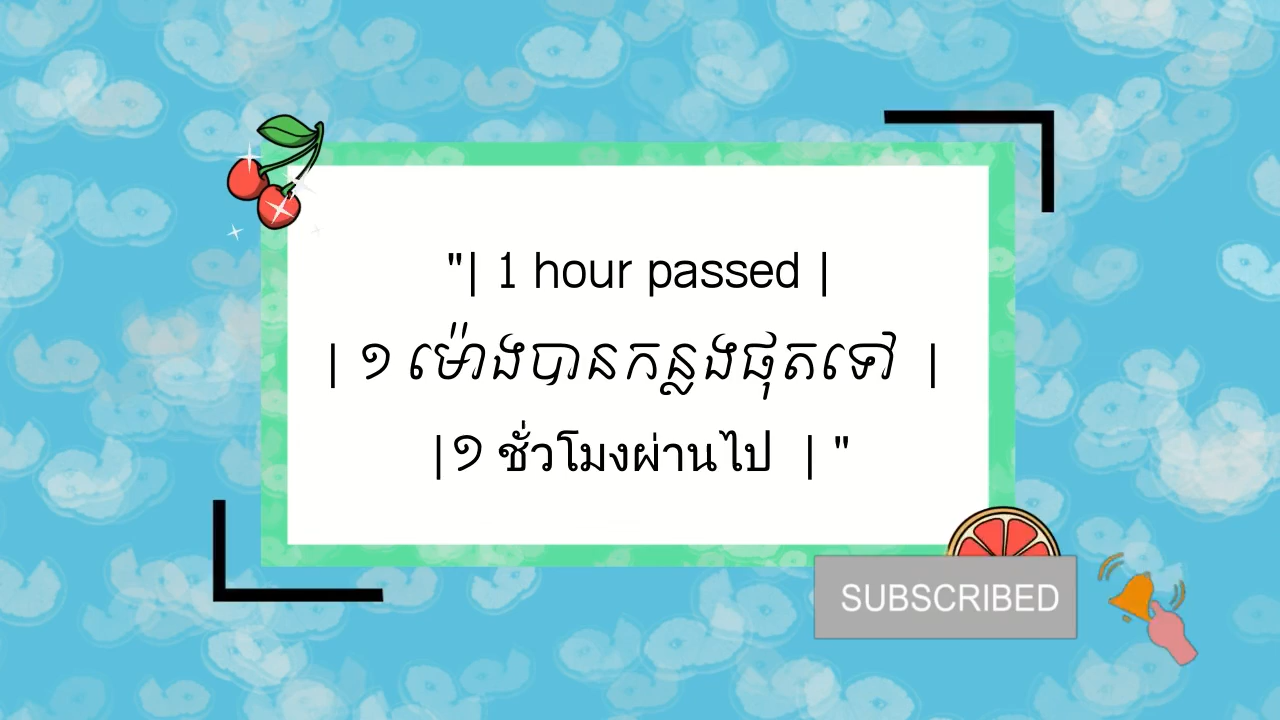 "| 1 hour passed |
| ១ ម៉ោងបានកន្លងផុតទៅ |
|១ ชั่วโมงผ่านไป | "
SUBSCRIBED